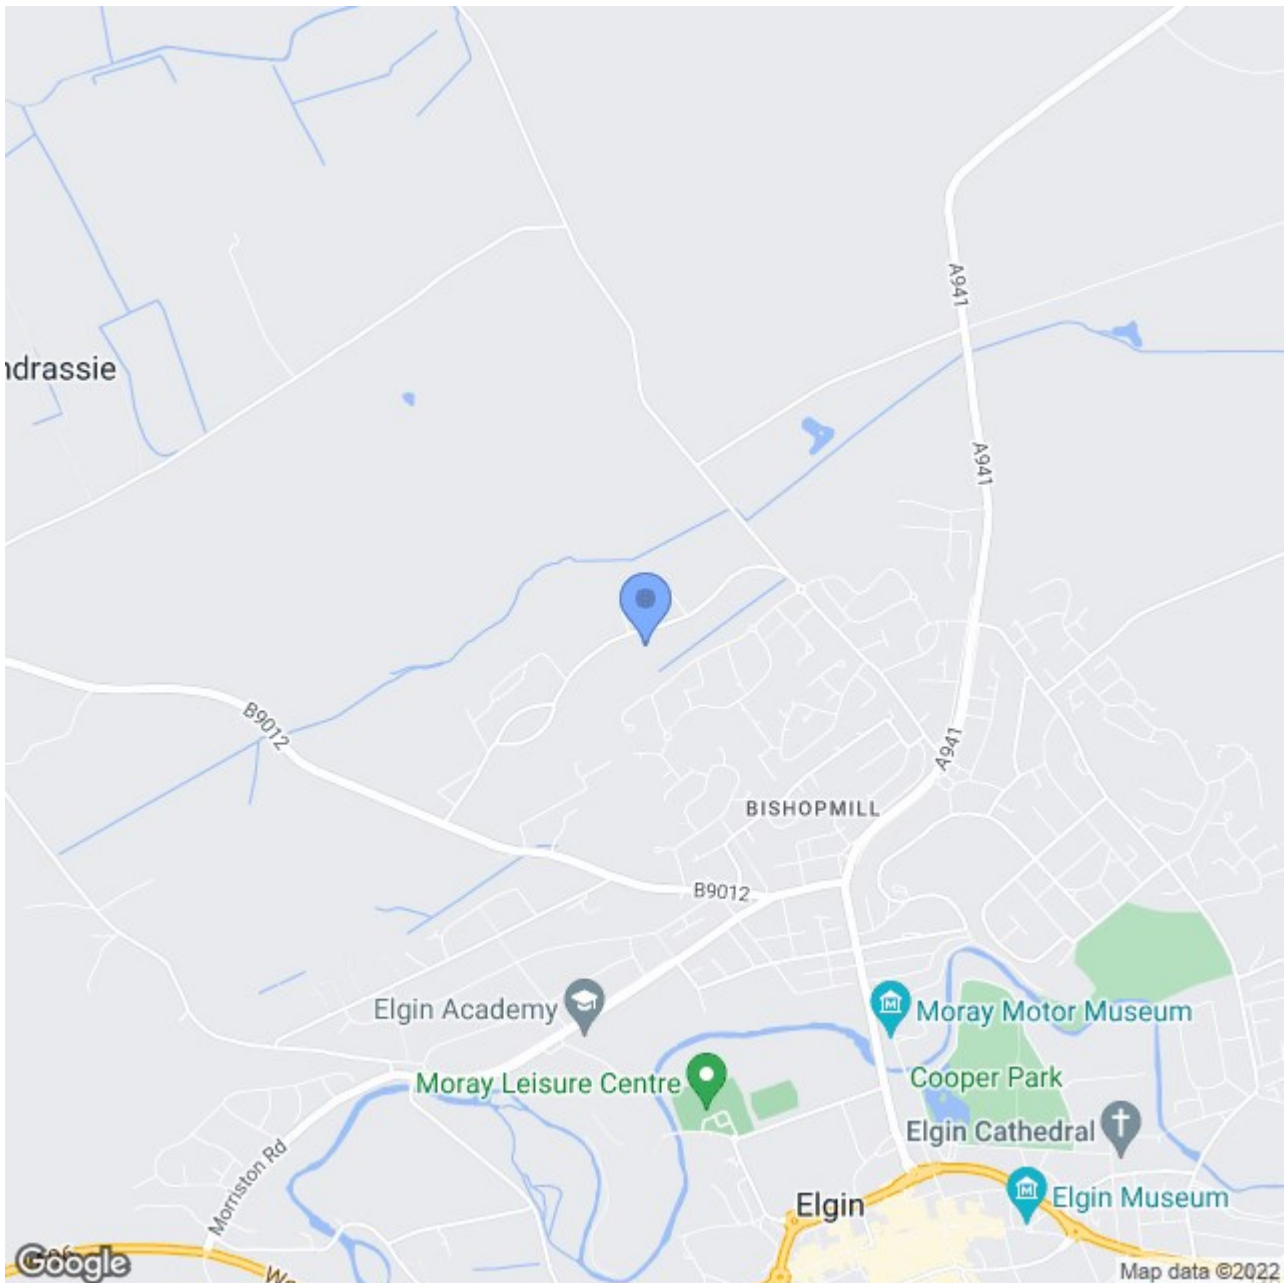 A941
ndrassie
A941
B9012
A941
BISHOPMILL
B9012
Elgin Academy
Moray Motor Museum
Moray Leisure Centre
Cooper Park
Elgin Cathedral
Morriston Rd
Elgin Museum
Elgin
Google
Map data ©2022